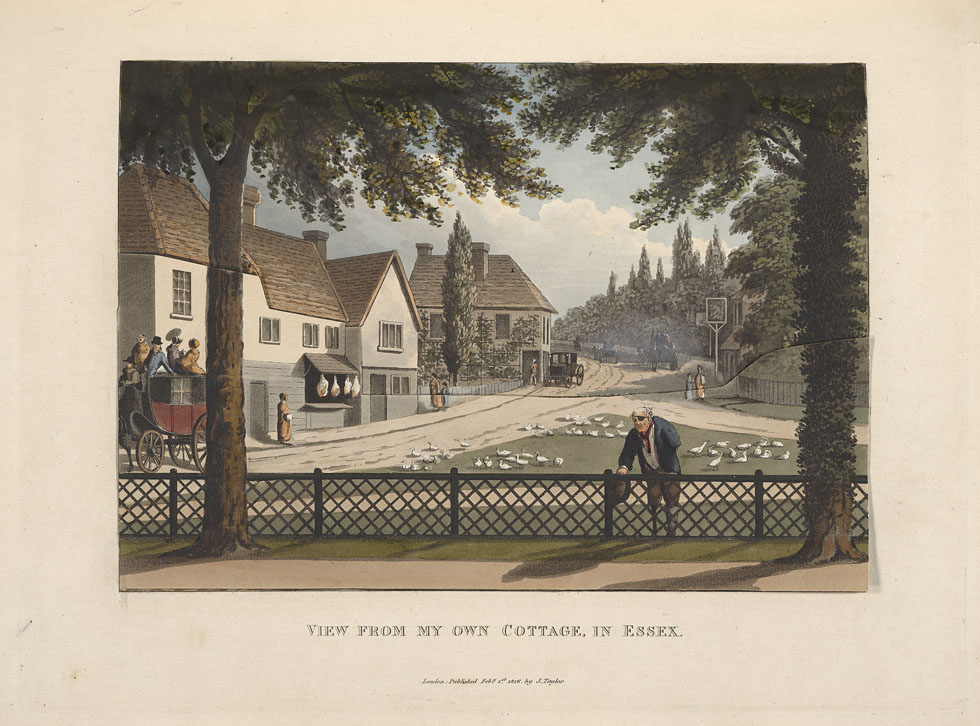 VIEW FROM MY OWN COTTAGE, IN ESSEX.
London: Published Feby. 1st. 1816, by J. Taylor